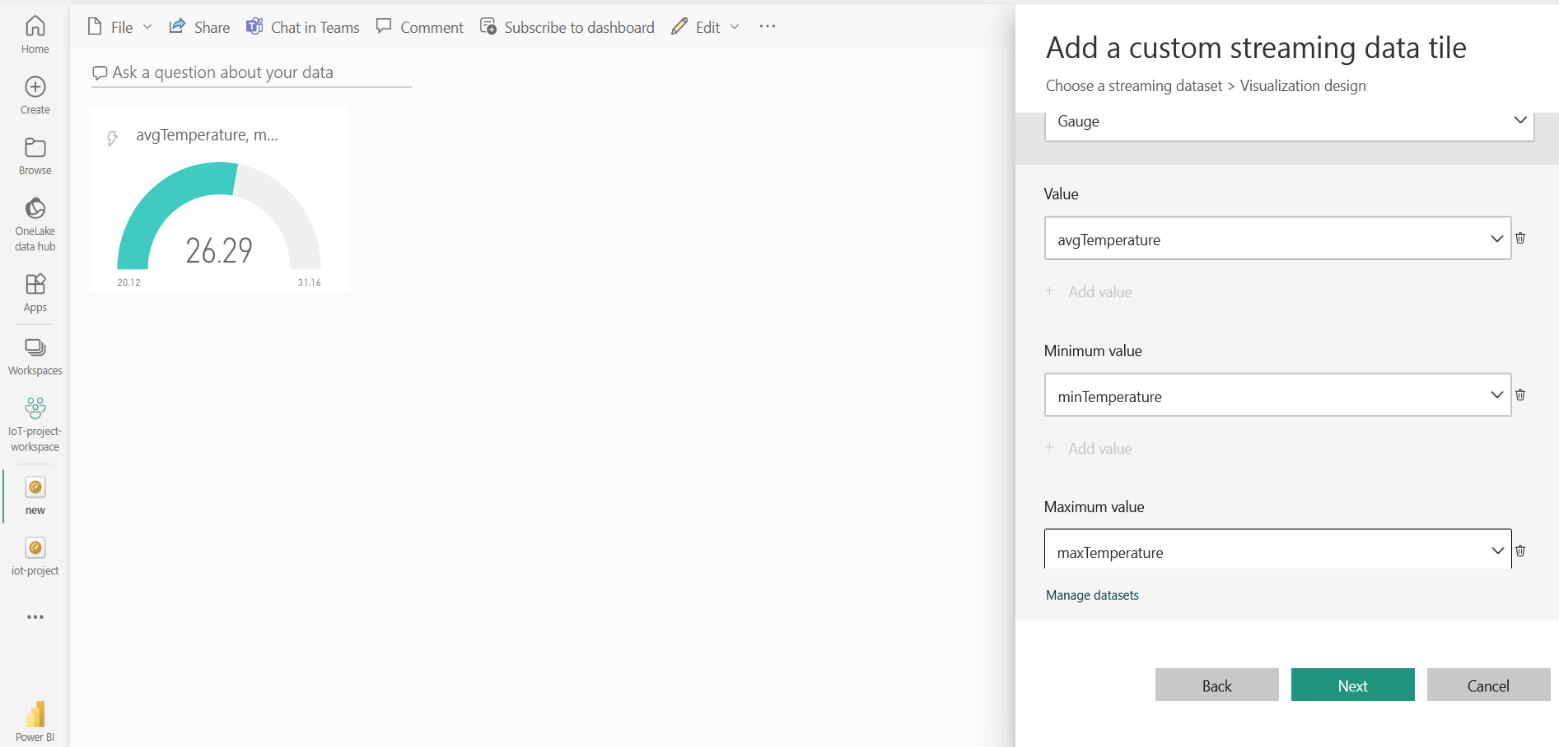 Home
Create
Browse
OneLake
data hub
Apps
Workspaces
IoT-project-
workspace
new
iot-project
Power BI
File Share Chat in Teams Comment Subscribe to dashboard Edit
Ask a question about your data
avgTemperature, m...
26.29
20.12 31.16
Add a custom streaming data tile
Choose a streaming dataset > Visualization design
Gauge
Value
avgTemperature
+ Add value
Minimum value
minTemperature
+ Add value
Maximum value
maxTemperature
Manage datasets
Back Next Cancel